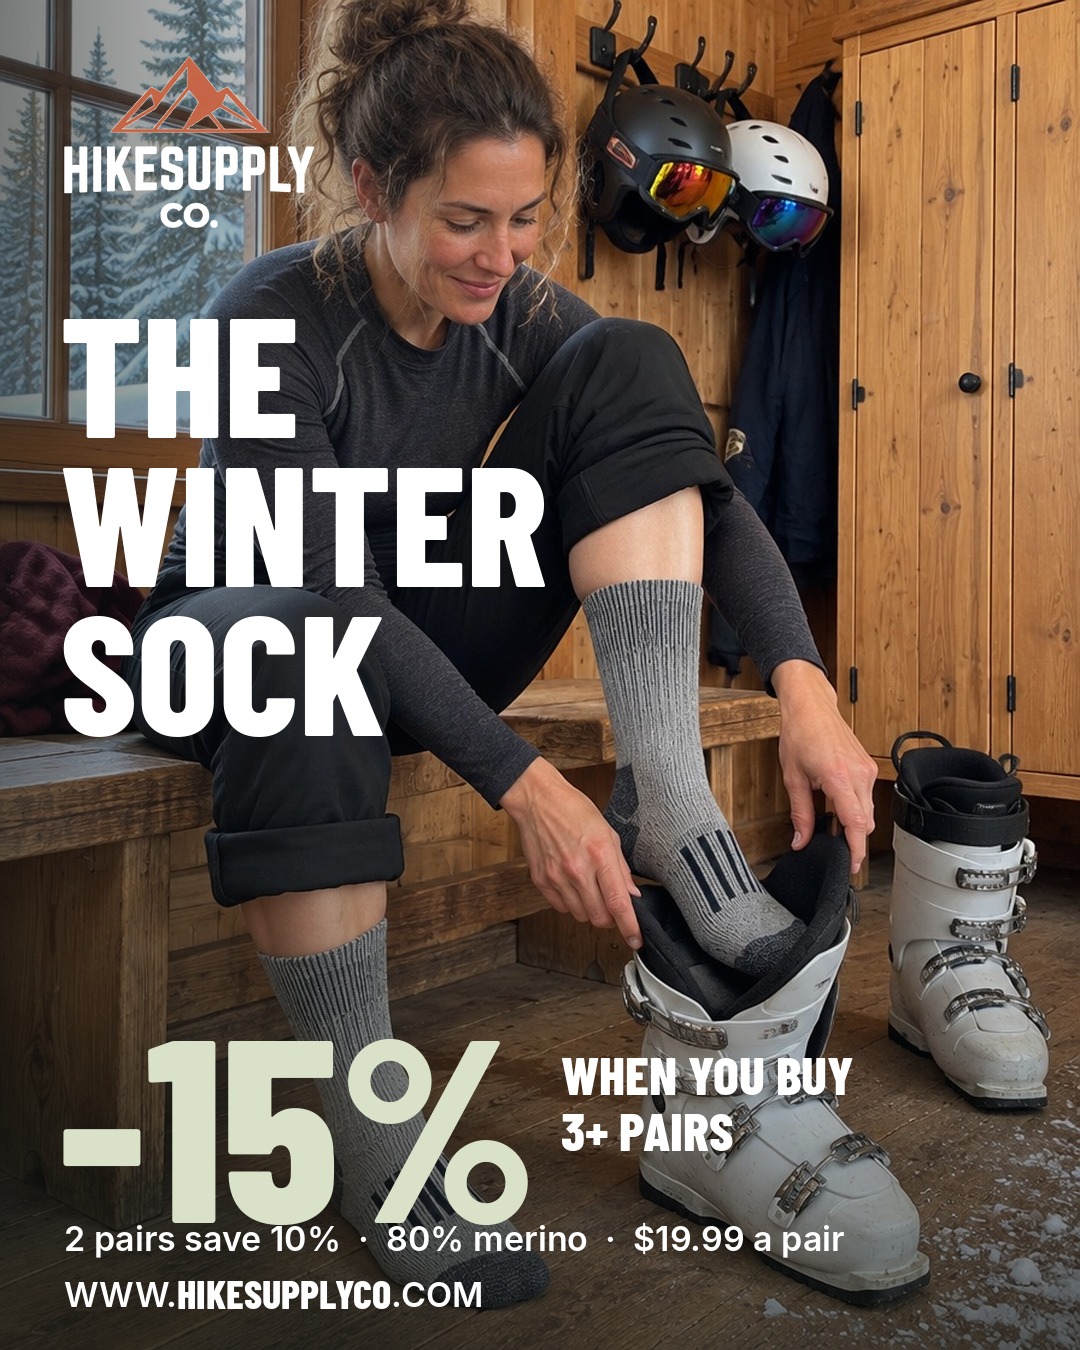 HIKESUPPLY
CO.
THE
WINTER
SOCK
-15%
WHEN YOU BUY
3+ PAIRS
2 pairs save 10% · 80% merino · $19.99 a pair
WWW.HIKESUPPLYCO.COM